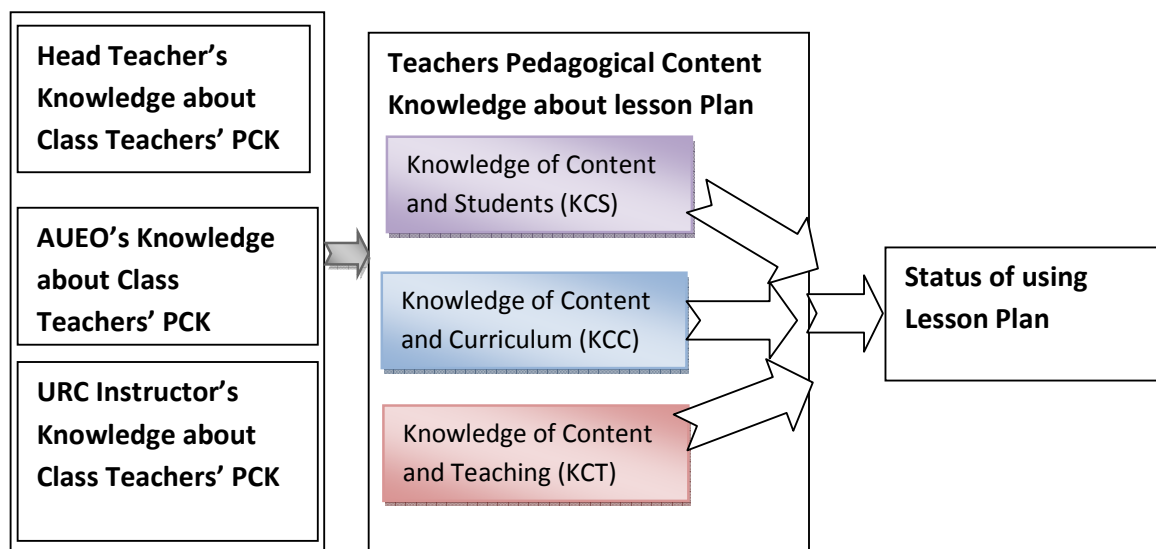 Head Teacher’s
Knowledge about
Class Teachers’ PCK
AUEO’s Knowledge
about Class
Teachers’ PCK
URC Instructor’s
Knowledge about
Class Teachers’ PCK
Teachers Pedagogical Content
Knowledge about lesson Plan
Knowledge of Content
and Students (KCS)
Knowledge of Content
and Curriculum (KCC)
Knowledge of Content
and Teaching (KCT)
Status of using
Lesson Plan